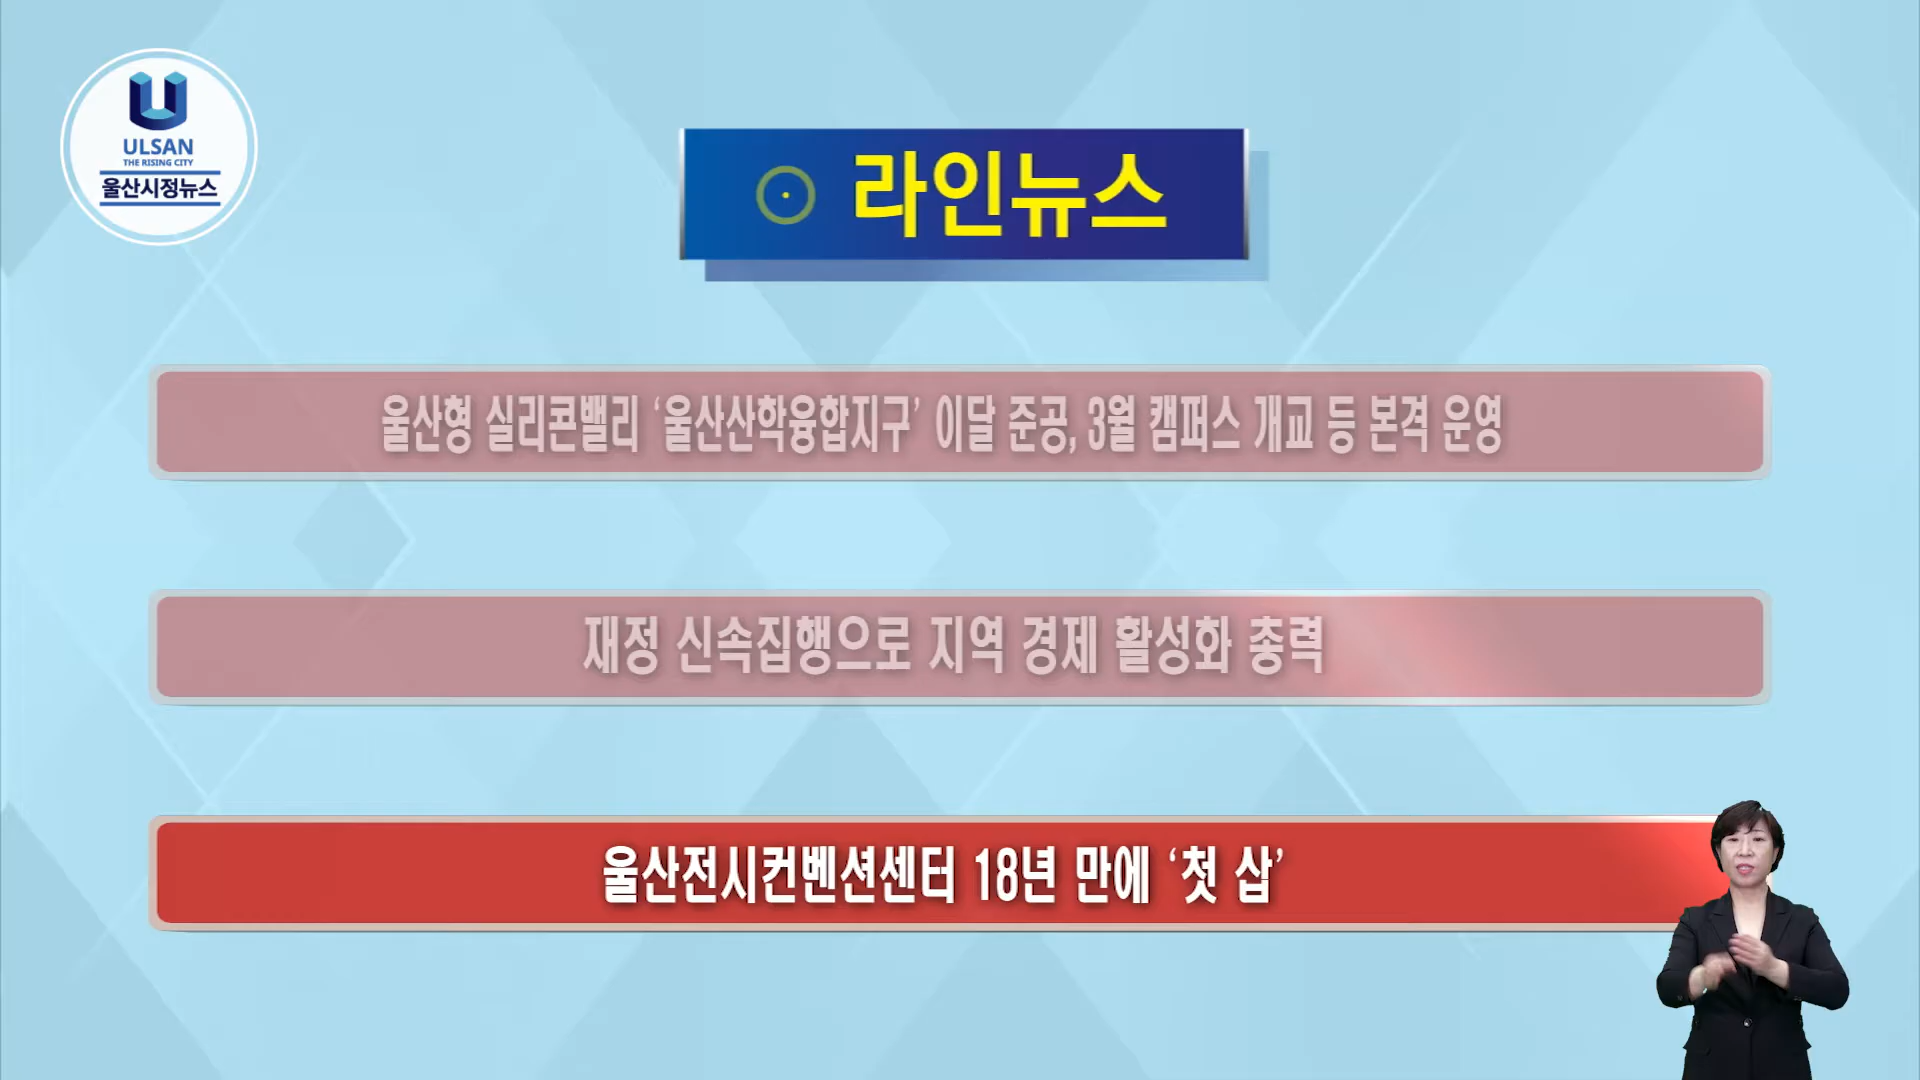 ULSAN
THE RISING CITY
울산시정뉴스
라인뉴스
울산형 실리콘밸리 ‘울산산학융합지구’ 이달 준공, 3월 캠퍼스 개교 등 본격 운영
재정 신속집행으로 지역 경제 활성화 총력
울산전시컨벤션센터 18년 만에 ‘첫 삽’